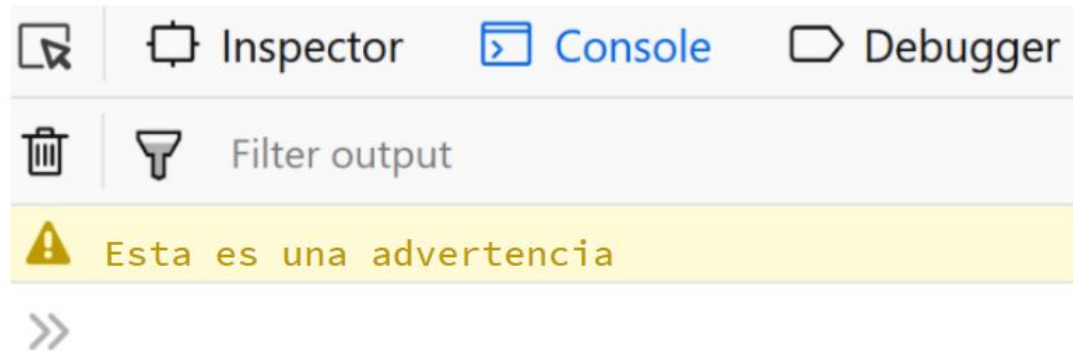 Inspector Console Debugger
Filter output
Esta es una advertencia